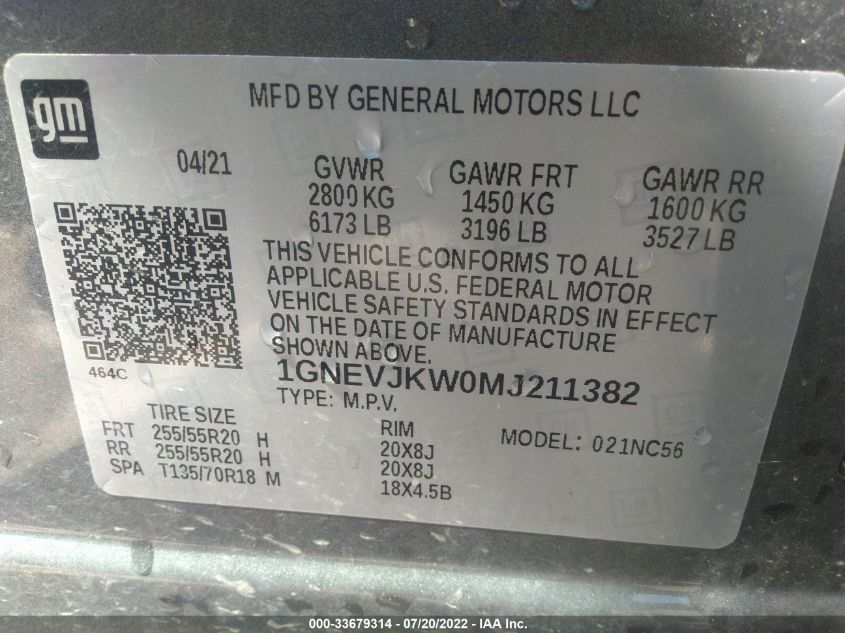 gm
MFD BY GENERAL MOTORS LLC
04/21 GVWR GAWR FRT GAWR RR
2800 KG 1450 KG 1600 KG
6173 LB 3196 LB 3527 LB
THIS VEHICLE CONFORMS TO ALL
APPLICABLE U.S. FEDERAL MOTOR
VEHICLE SAFETY STANDARDS IN EFFECT
ON THE DATE OF MANUFACTURE
SHOWN ABOVE.
464C
1GNEVJKW0MJ211382
TYPE: M.P.V.
TIRE SIZE RIM MODEL: 021NC56
FRT 255/55R20 H 20X8J
RR 255/55R20 H 20X8J
SPA T135/70R18 M 18X4.5B
000-33679314 - 07/20/2022 - IAA Inc.